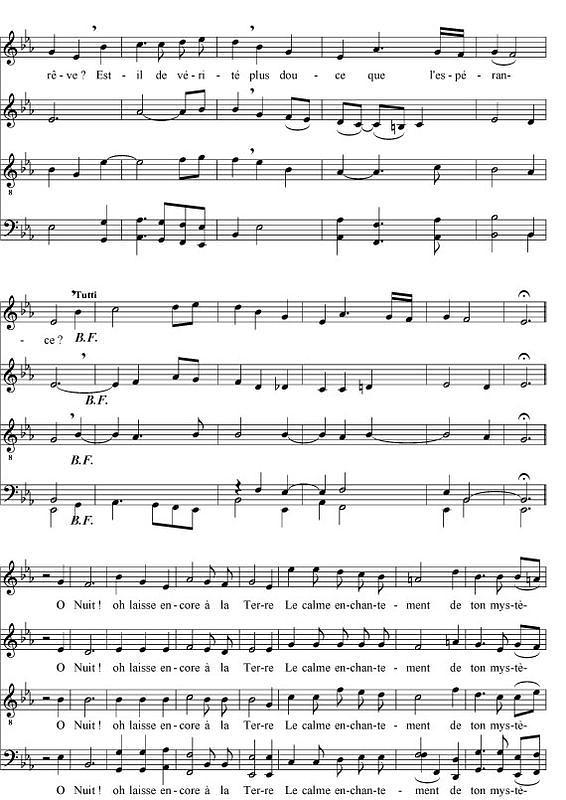 rê-ve? Est-il de vé-ri-té plus dou-ce que l'es-pé-ran-
8
Tutti
-ce? B.F.
B.F.
8
B.F.
B.F.
O Nuit! oh laisse en-core à la Ter-re Le calme en-chan-te-ment de ton mys-tè-
O Nuit! oh laisse en-core à la Ter-re Le calme en-chan-te-ment de ton mys-tè-
8
O Nuit! oh laisse en-core à la Ter-re Le calme en-chan-te-ment de ton mys-tè-
O Nuit! oh laisse en-core à la Ter-re Le calme en-chan-te-ment de ton mys-tè-